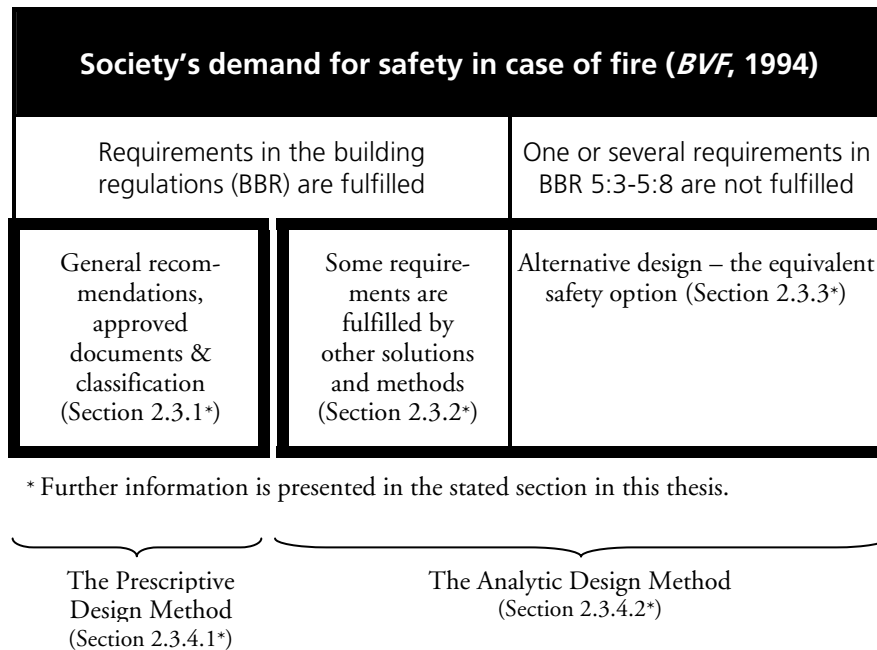 Society's demand for safety in case of fire (BVF, 1994)
Requirements in the building
regulations (BBR) are fulfilled
One or several requirements in
BBR 5:3-5:8 are not fulfilled
General recom-
mendations,
approved
documents &
classification
(Section 2.3.1*)
Some require-
ments are
fulfilled by
other solutions
and methods
(Section 2.3.2*)
Alternative design – the equivalent
safety option (Section 2.3.3*)
* Further information is presented in the stated section in this thesis.
The Prescriptive
Design Method
(Section 2.3.4.1*)
The Analytic Design Method
(Section 2.3.4.2*)